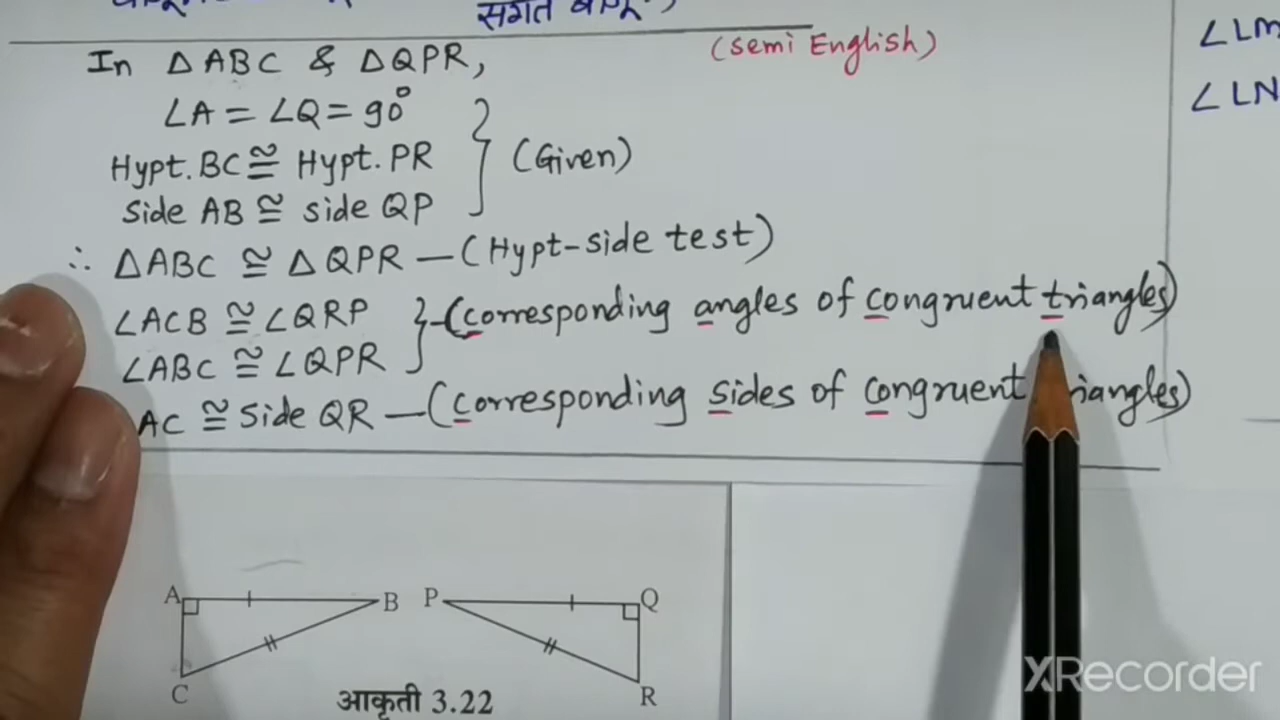 संगत
In △ ABC & △QPR,
(semi English)
∠A = ∠Q = 90°
Hypt. BC ≅ Hypt. PR
(Given)
Side AB ≅ side QP
∴ △ABC ≅ △QPR — (Hypt-side test)
∠ACB ≅ ∠QRP
∠ABC ≅ ∠QPR
} - (Corresponding angles of congruent triangles)
AC ≅ Side QR — (corresponding sides of congruent triangles)
∠LM
∠LN
A B P Q
C R
आकृती 3.22
XRecorder